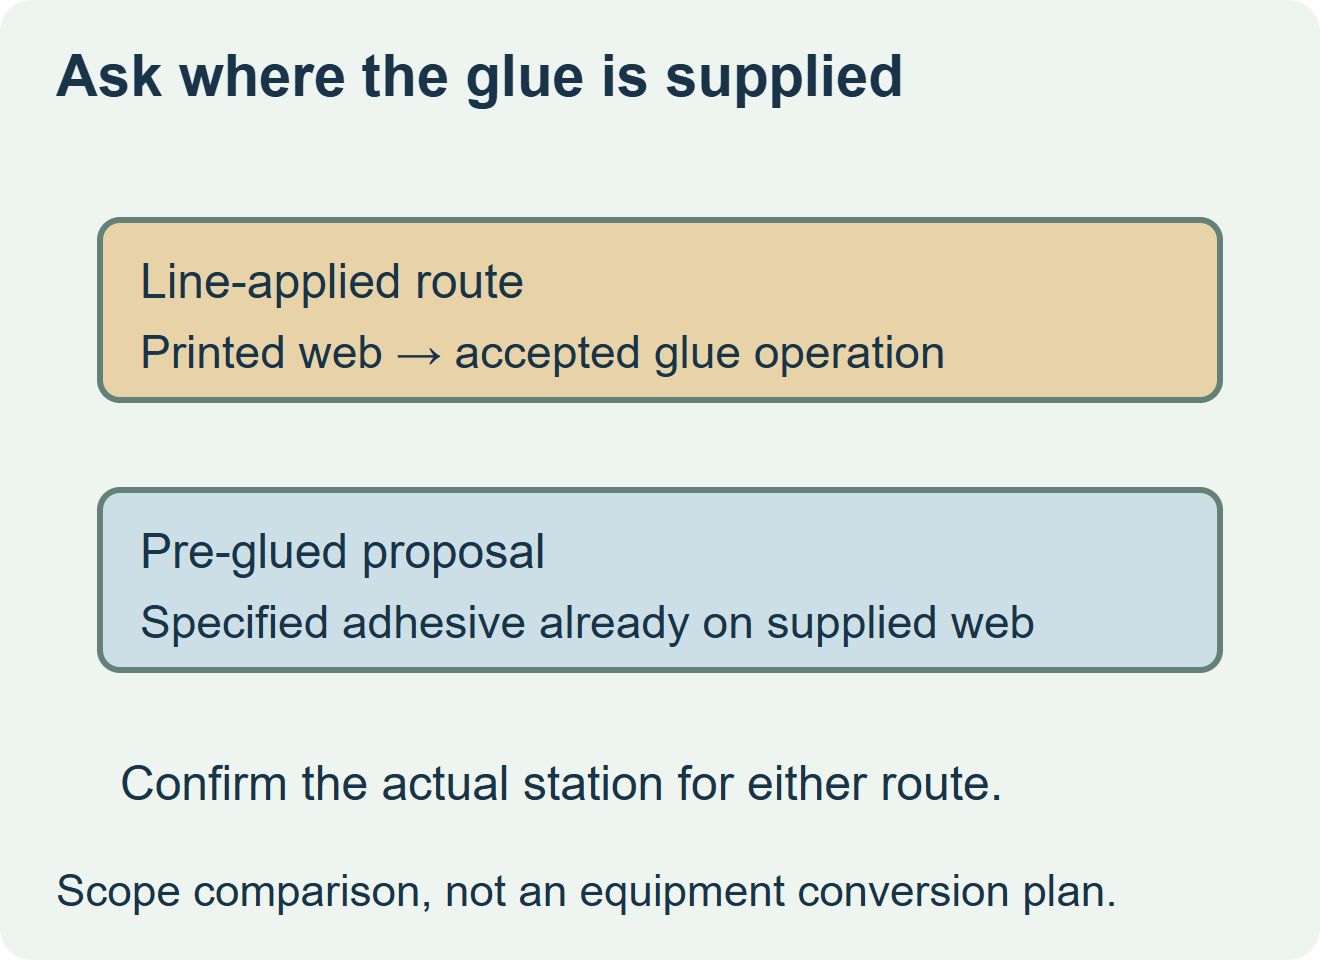 Ask where the glue is supplied
Line-applied route
Printed web → accepted glue operation
Pre-glued proposal
Specified adhesive already on supplied web
Confirm the actual station for either route.
Scope comparison, not an equipment conversion plan.